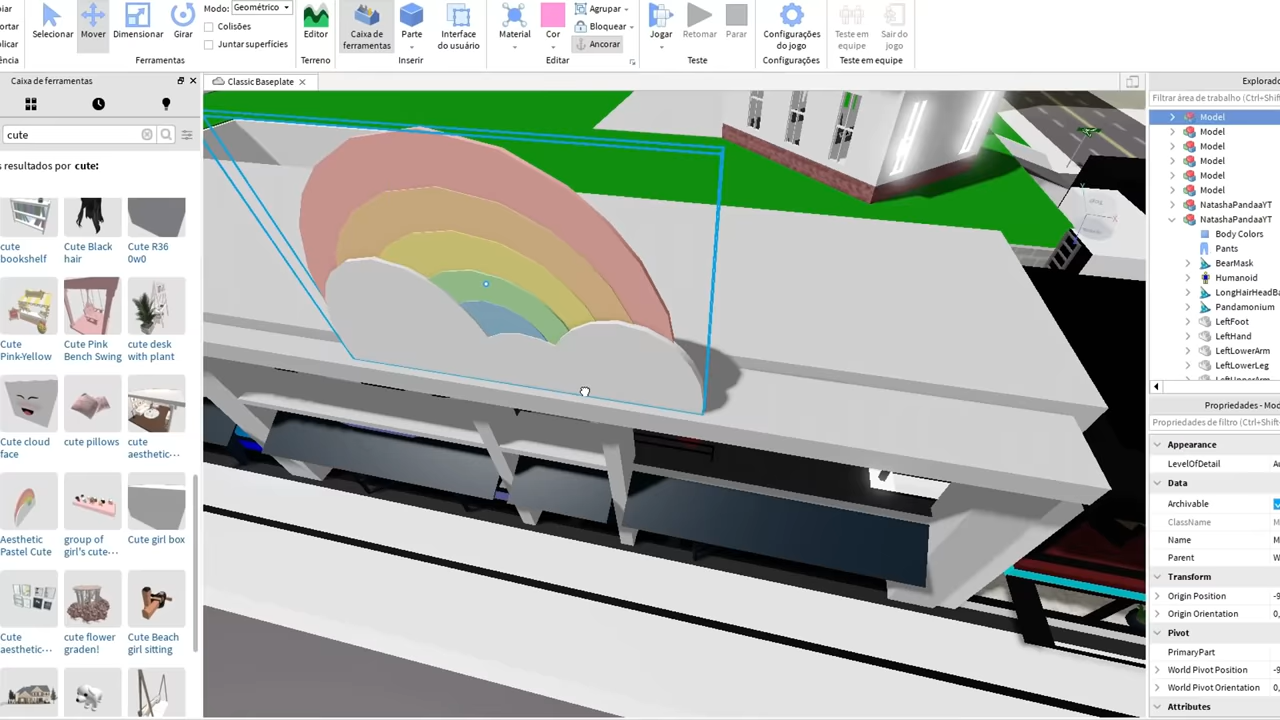 Modo: Geométrico
Selecionar
Mover
Dimensionar
Girar
Colisões
Juntar superfícies
Ferramentas
Editor
Terreno
Caixa de
ferramentas
Parte
Interface
do usuário
Inserir
Material
Cor
Agrupar
Bloquear
Ancorar
Editar
Jogar
Retomar
Parar
Teste
Configurações
do jogo
Configurações
Teste em
equipe
Sair do
jogo
Teste em equipe
Caixa de ferramentas
cute
s resultados por cute:
cute
bookshelf
Cute Black
hair
Cute R36
0w0
Cute
Pink-Yellow
Cute Pink
Bench Swing
cute desk
with plant
Cute cloud
face
cute pillows
cute
aesthetic-…
Aesthetic
Pastel Cute
group of
girl's cute-…
Cute girl box
Cute
aesthetic-…
cute flower
graden!
Cute Beach
girl sitting
Classic Baseplate
Explorado
Filtrar área de trabalho (Ctrl+Shif
Model
Model
Model
Model
Model
Model
NatashaPandaaYT
NatashaPandaaYT
Body Colors
Pants
BearMask
Humanoid
LongHairHeadBa
Pandamonium
LeftFoot
LeftHand
LeftLowerArm
LeftLowerLeg
Propriedades - Mod
Propriedades de filtro (Ctrl+Shif
Appearance
LevelOfDetail
Data
Archivable
ClassName
Name
Parent
Transform
Origin Position
Origin Orientation
Pivot
PrimaryPart
World Pivot Position
World Pivot Orientation
Attributes